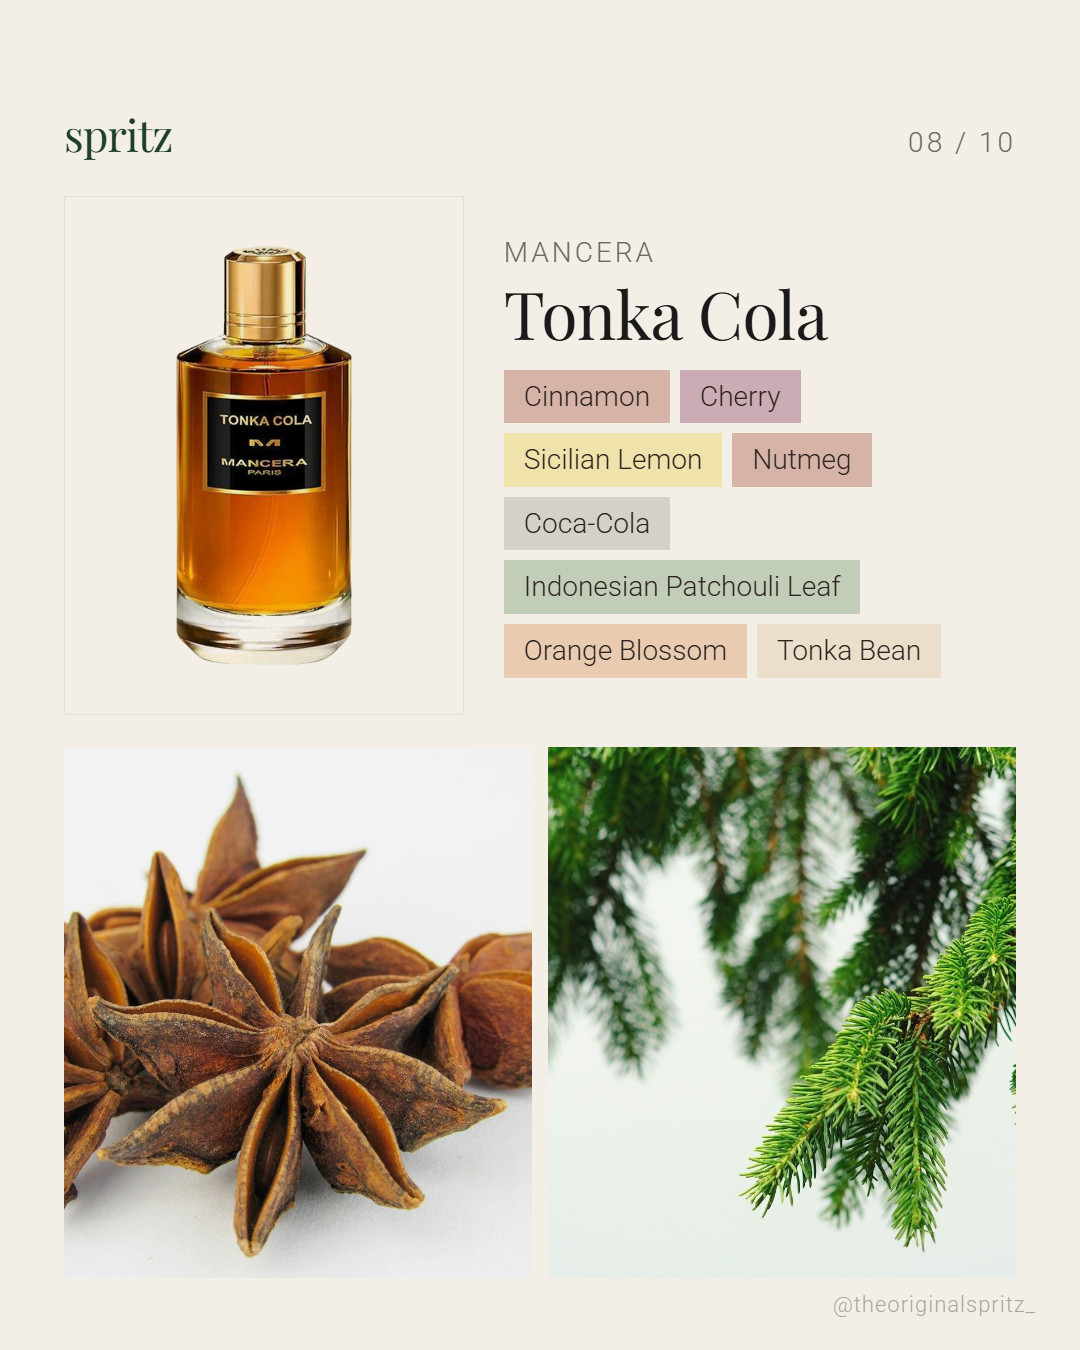 spritz
08 / 10
MANCERA
Tonka Cola
Cinnamon
Cherry
Sicilian Lemon
Nutmeg
Coca-Cola
Indonesian Patchouli Leaf
Orange Blossom
Tonka Bean
TONKA COLA
MANCERA
PARIS
@theoriginalspritz_